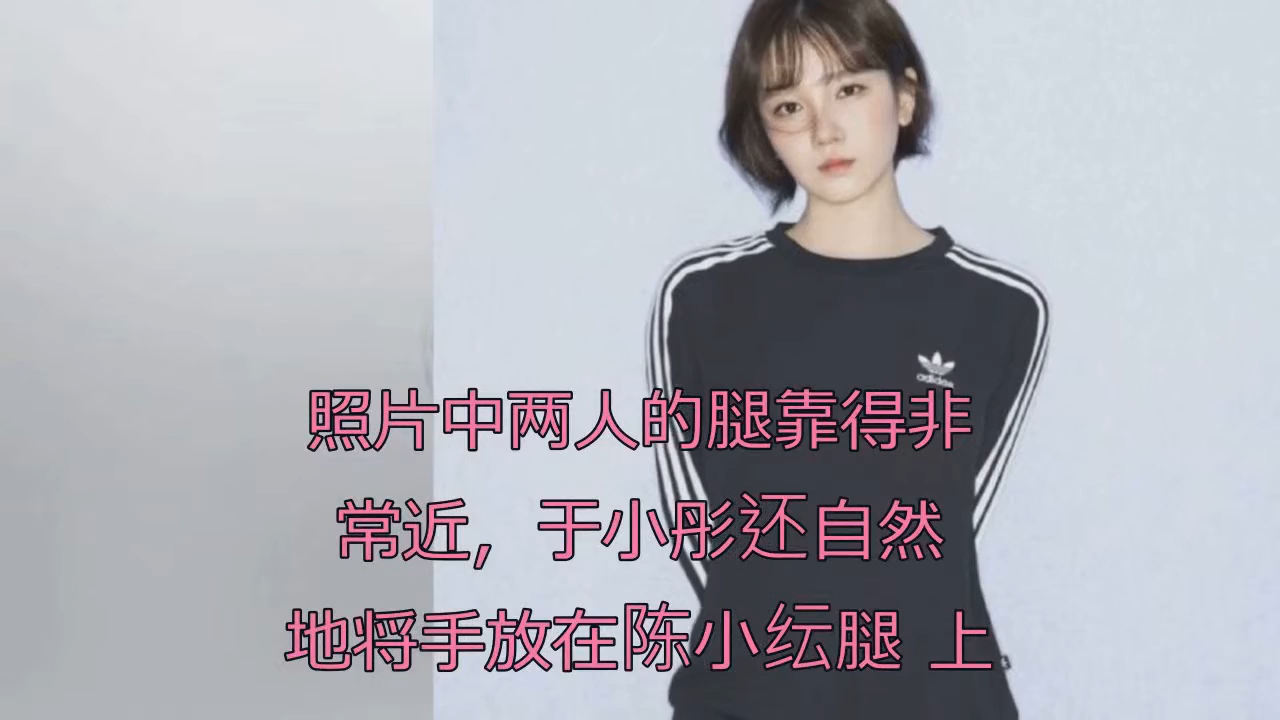 adidas
照片中两人的腿靠得非
常近，于小彤还自然
地将手放在陈小纭腿 上